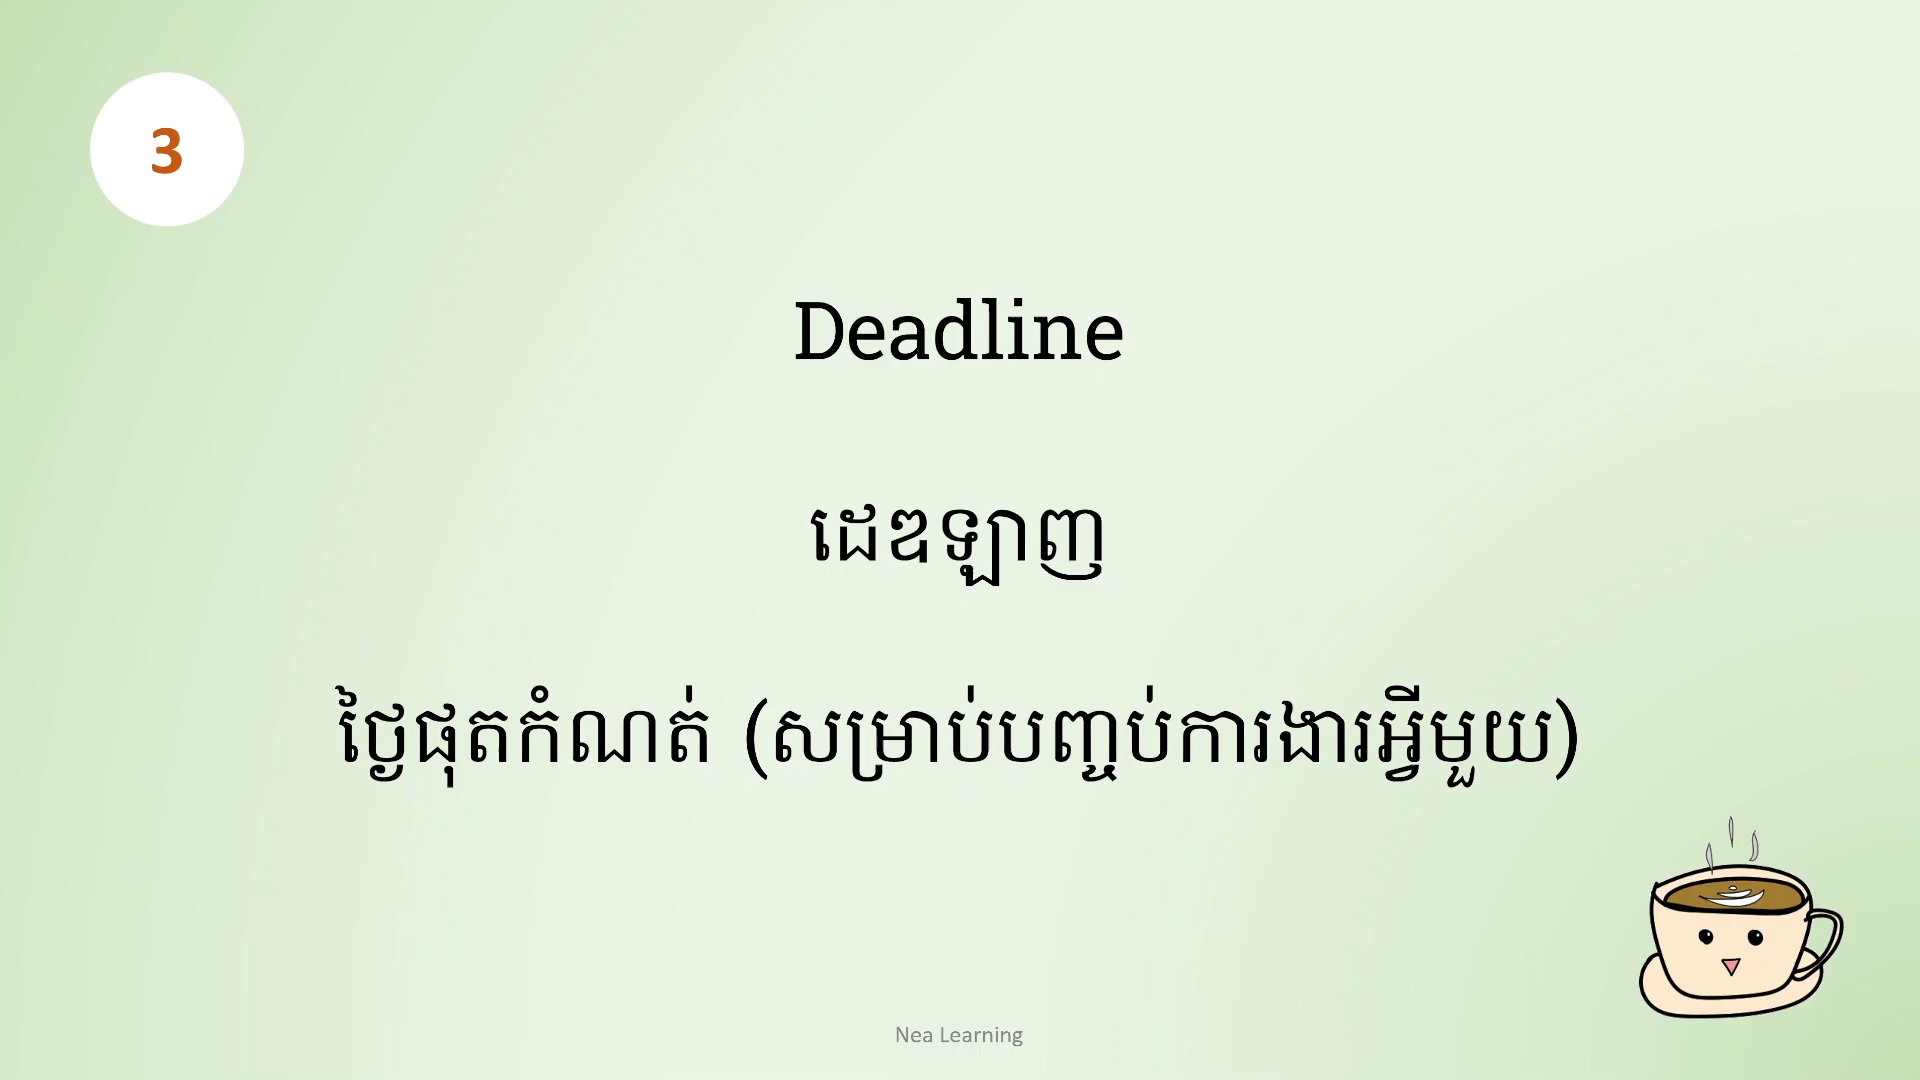 3
Deadline
ដេឌឡាញ
ថ្ងៃផុតកំណត់ (សម្រាប់បញ្ចប់ការងារអ្វីមួយ)
Nea Learning